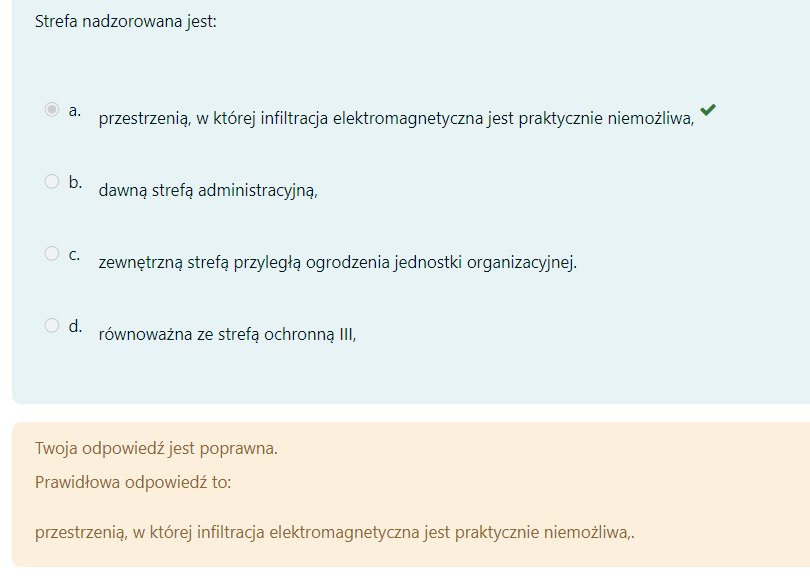 Strefa nadzorowana jest:
a. przestrzenią, w której infiltracja elektromagnetyczna jest praktycznie niemożliwa,
b. dawną strefą administracyjną,
c. zewnętrzną strefą przyległą ogrodzenia jednostki organizacyjnej.
d. równoważna ze strefą ochronną III,
Twoja odpowiedź jest poprawna.
Prawidłowa odpowiedź to:
przestrzenią, w której infiltracja elektromagnetyczna jest praktycznie niemożliwa,.